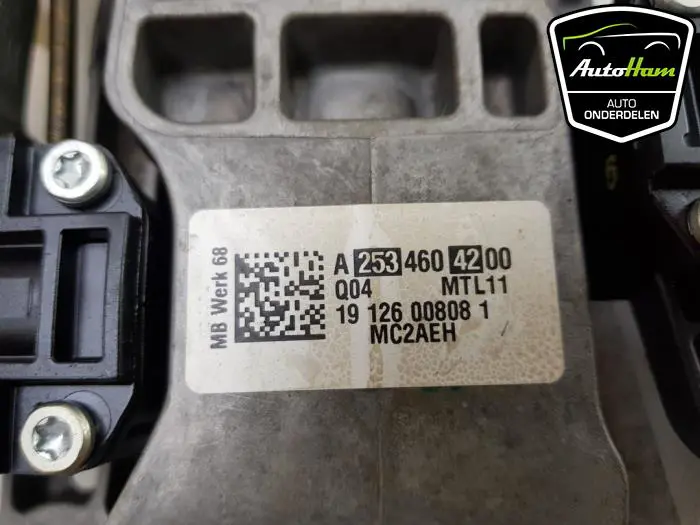 AutoHam
AUTO
ONDERDELEN
MB Werk 68
A 253 460 42 00
Q04 MTL11
19 126 00808 1
MC2AEH